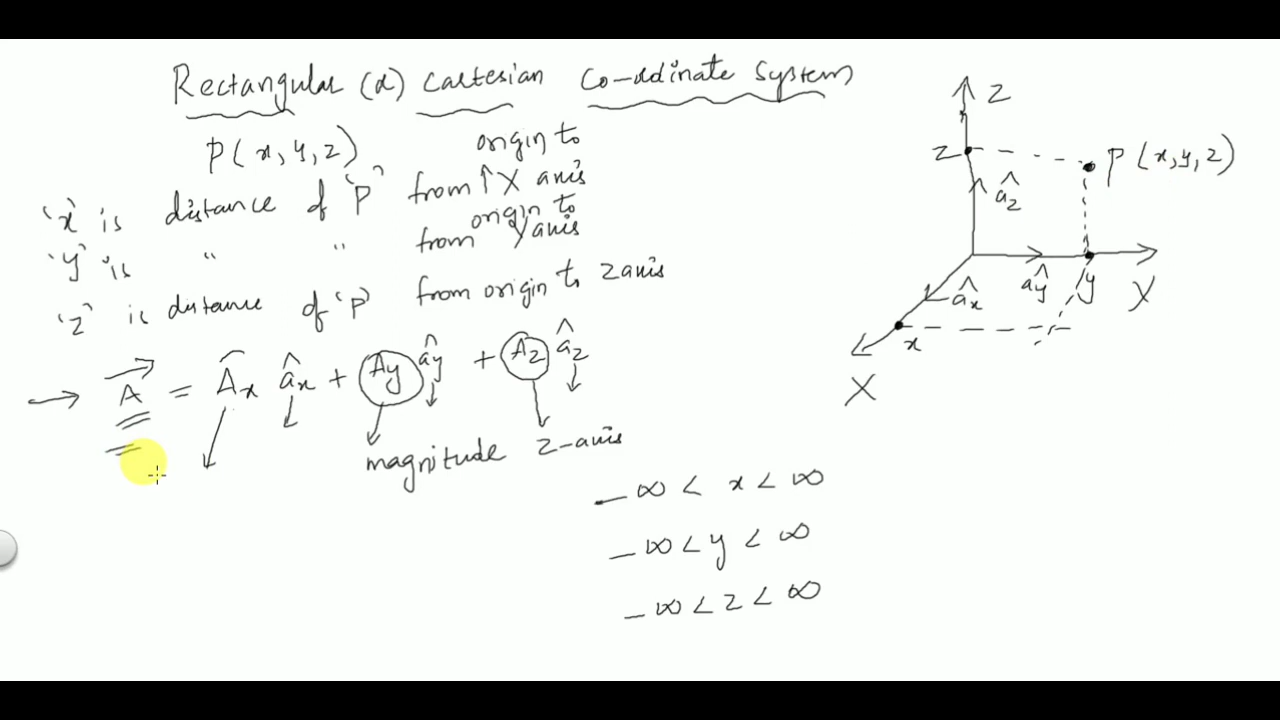 Rectangular (or) Cartesian Co-ordinate System
P(x, y, z)
origin to
'x' is distance of 'P' from ↑ X axis
origin to
'y' is " " from Y axis
'z' is distance of 'P' from origin to z axis
→ A⃗ = Aₓ âₓ + Ay ây + Az âz
magnitude z-axis
-∞ < x < ∞
-∞ < y < ∞
-∞ < z < ∞
Z
z
P(x, y, z)
âz
ây
y
Y
âx
x
X